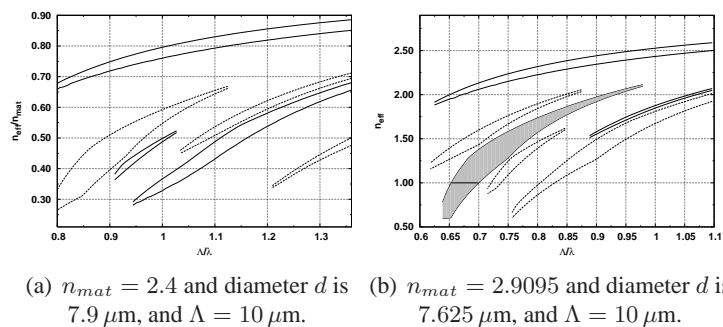 0.90
0.80
0.70
0.60
0.50
0.40
0.30
n_eff/n_mat
0.8 0.9 1 1.1 1.2 1.3
Λ/λ
2.50
2.00
1.50
1.00
0.50
n_eff
0.6 0.65 0.7 0.75 0.8 0.85 0.9 0.95 1 1.05 1.1
Λ/λ
(a) n_mat = 2.4 and diameter d is
7.9 μm, and Λ = 10 μm.
(b) n_mat = 2.9095 and diameter d is
7.625 μm, and Λ = 10 μm.